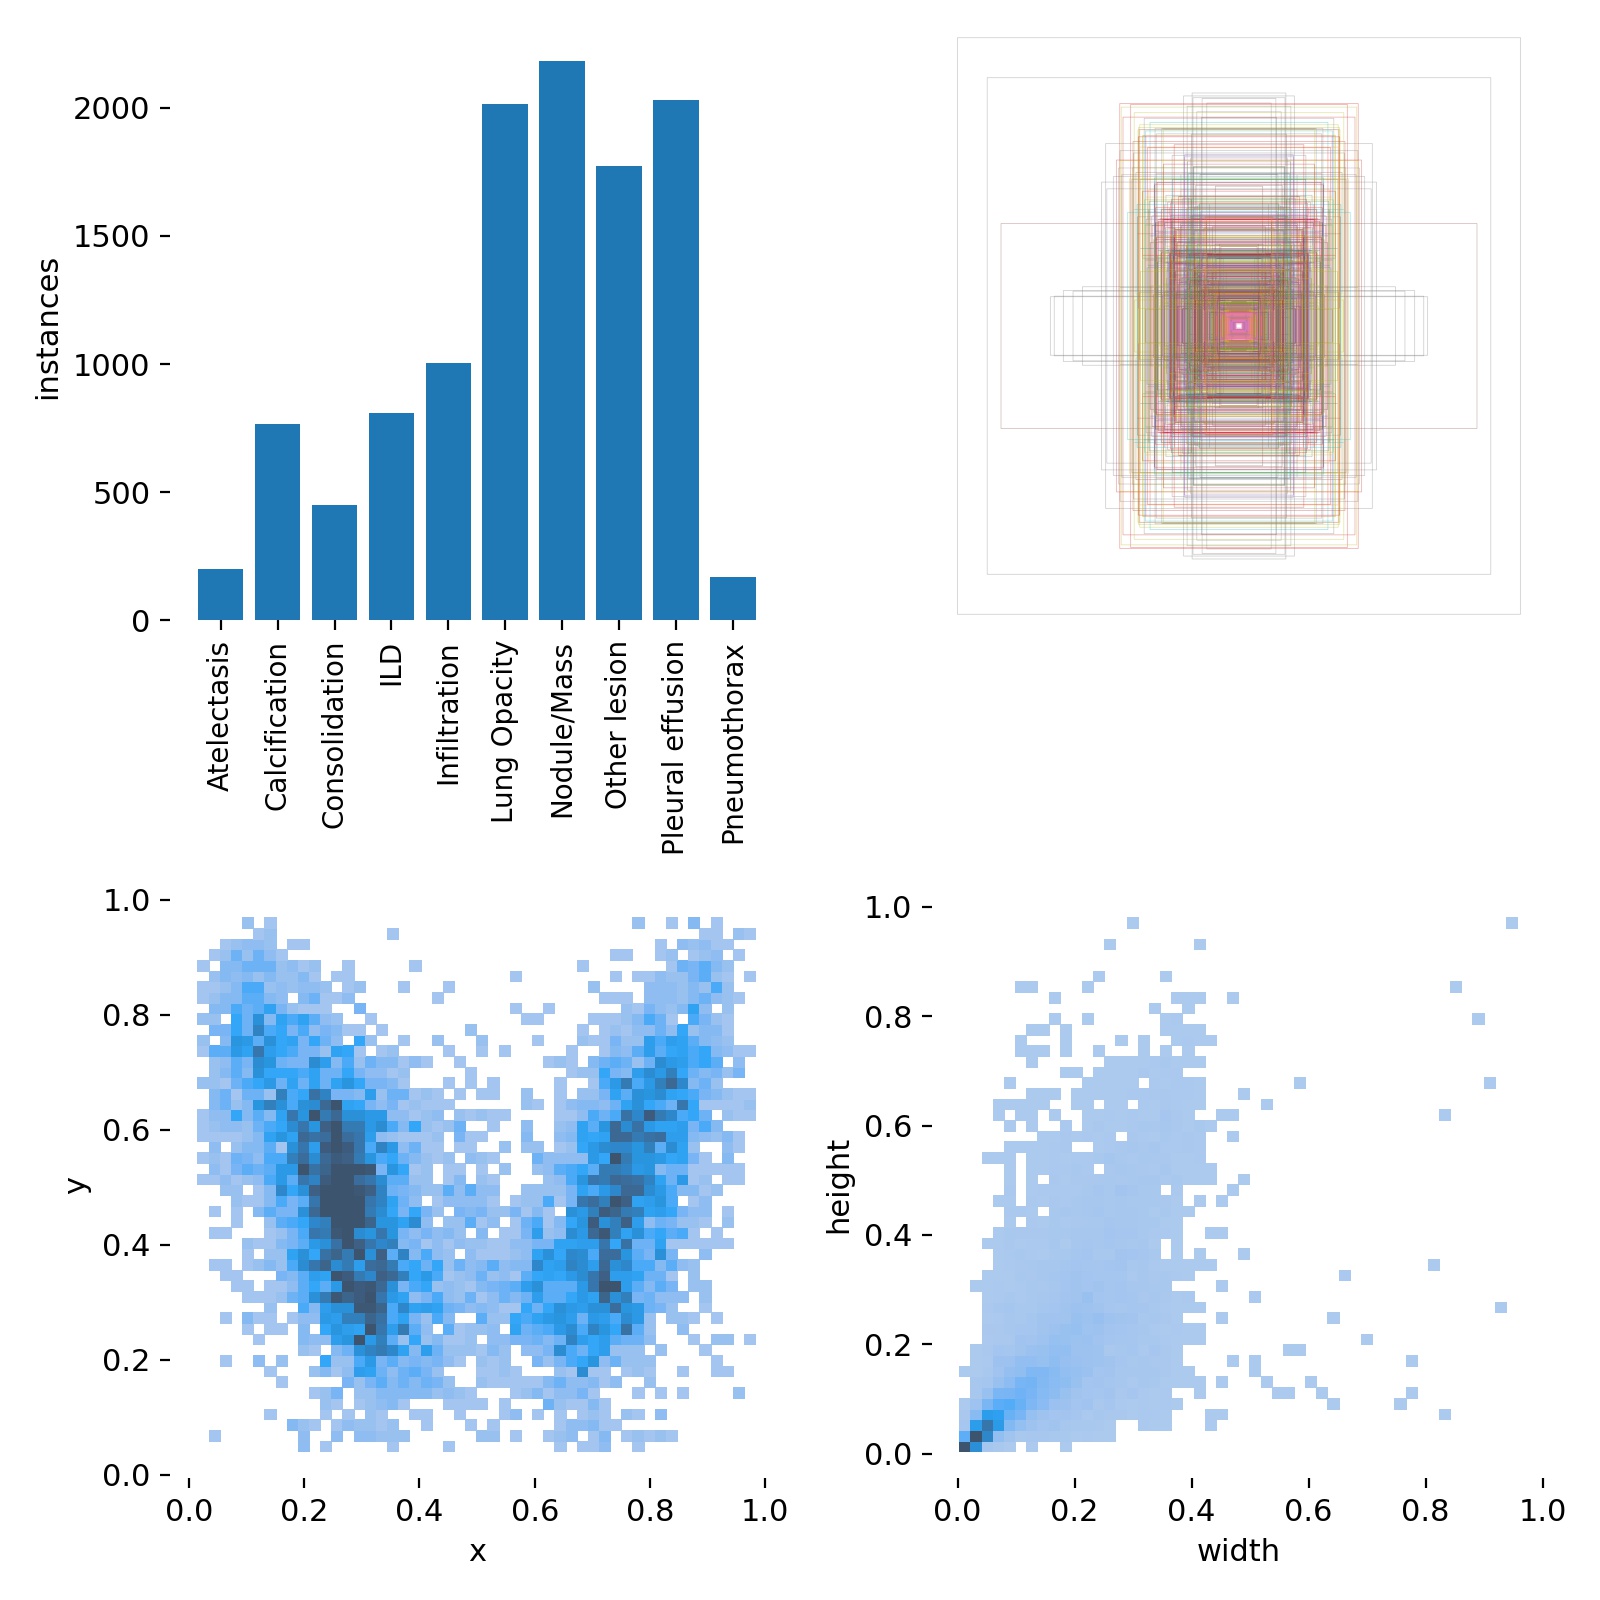 2000
1500
1000
500
0
instances
Atelectasis
Calcification
Consolidation
ILD
Infiltration
Lung Opacity
Nodule/Mass
Other lesion
Pleural effusion
Pneumothorax
1.0
0.8
0.6
0.4
0.2
0.0
y
0.0 0.2 0.4 0.6 0.8 1.0
x
1.0
0.8
0.6
0.4
0.2
0.0
height
0.0 0.2 0.4 0.6 0.8 1.0
width